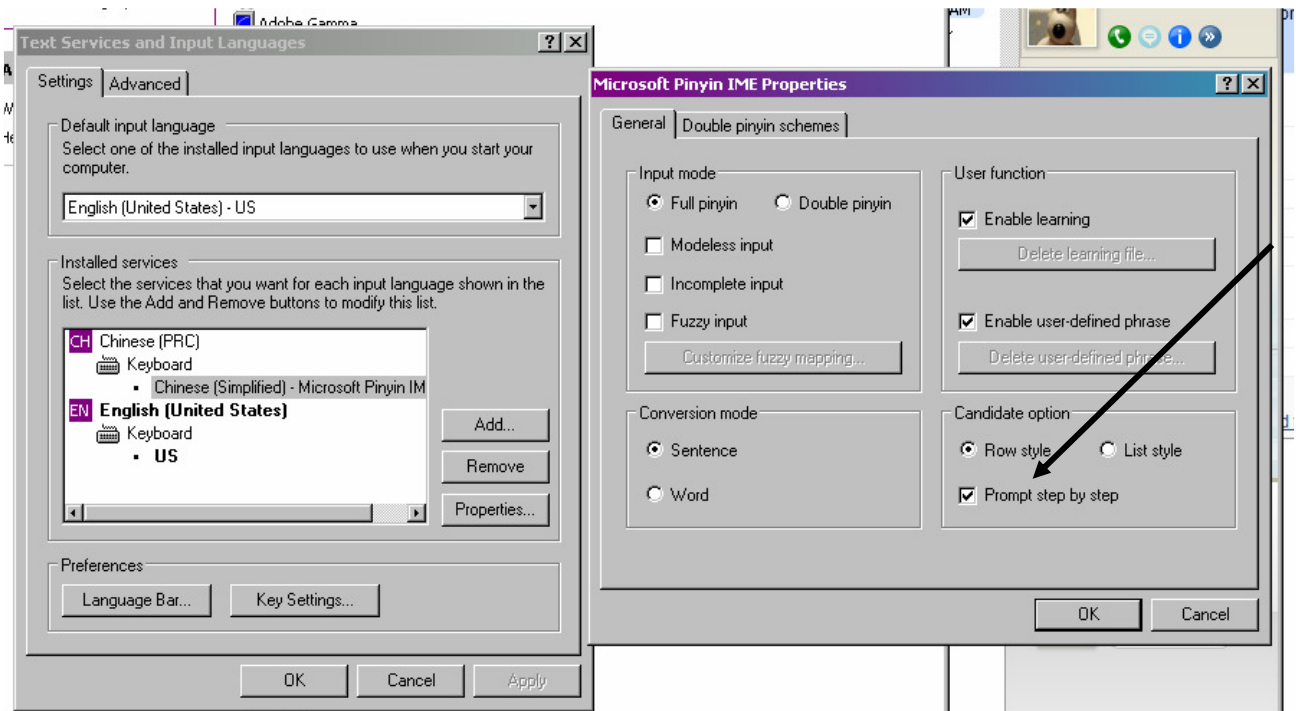 Adobe Gamma
AM
Text Services and Input Languages
Settings
Advanced
Default input language
Select one of the installed input languages to use when you start your
computer.
English (United States) - US
Installed services
Select the services that you want for each input language shown in the
list. Use the Add and Remove buttons to modify this list.
CH Chinese (PRC)
Keyboard
Chinese (Simplified) - Microsoft Pinyin IM
EN English (United States)
Keyboard
US
Add...
Remove
Properties...
Preferences
Language Bar...
Key Settings...
OK
Cancel
Apply
Microsoft Pinyin IME Properties
General
Double pinyin schemes
Input mode
Full pinyin
Double pinyin
Modeless input
Incomplete input
Fuzzy input
Customize fuzzy mapping...
User function
Enable learning
Delete learning file...
Enable user-defined phrase
Delete user-defined phrase...
Conversion mode
Sentence
Word
Candidate option
Row style
List style
Prompt step by step
OK
Cancel